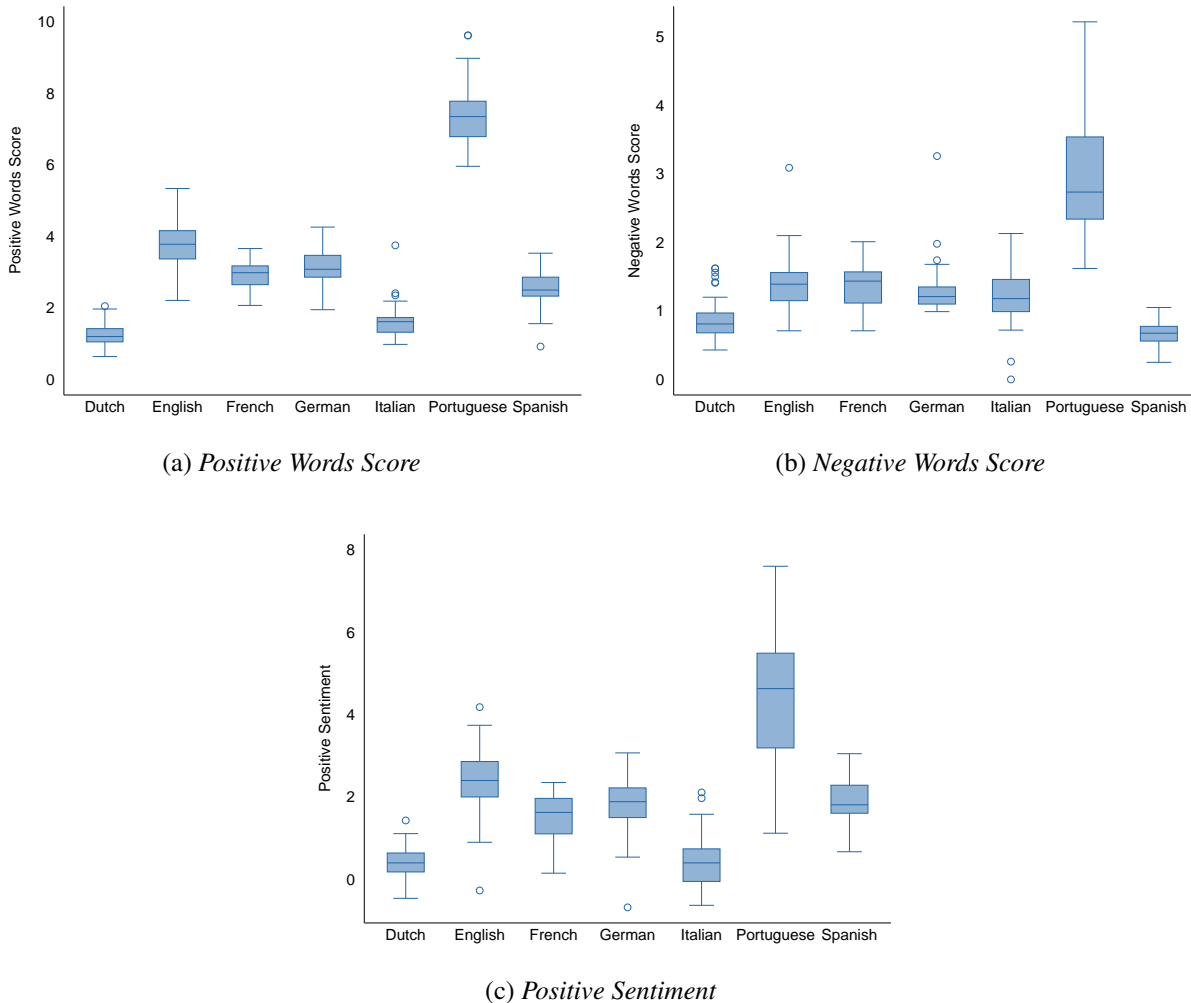 Positive Words Score
10
8
6
4
2
0
Dutch English French German Italian Portuguese Spanish
(a) Positive Words Score
Negative Words Score
5
4
3
2
1
0
Dutch English French German Italian Portuguese Spanish
(b) Negative Words Score
Positive Sentiment
8
6
4
2
0
Dutch English French German Italian Portuguese Spanish
(c) Positive Sentiment